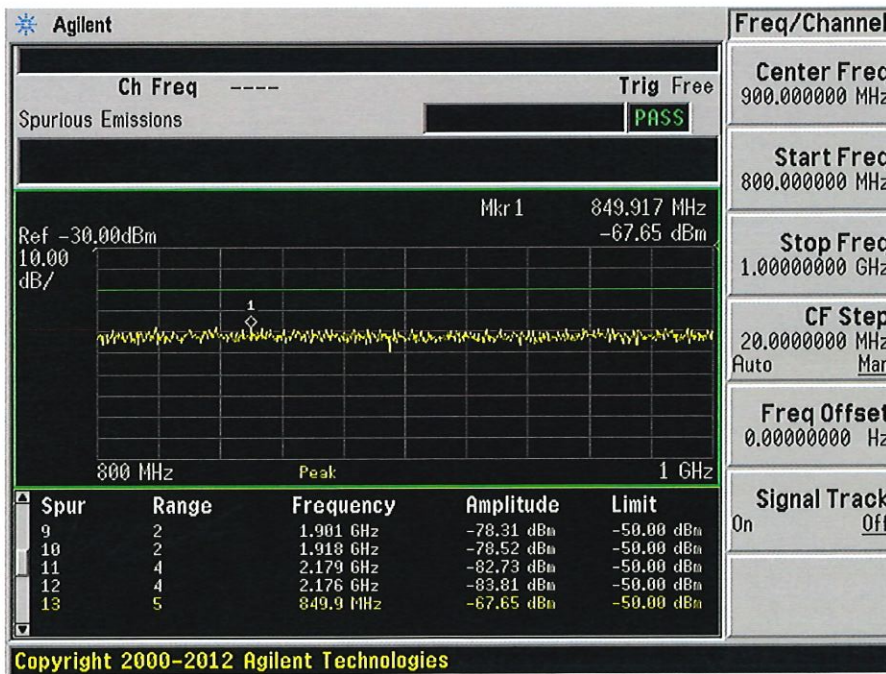 Agilent
Freq/Channel
Ch Freq ----
Trig Free
Spurious Emissions
PASS
Center Freq
900.000000 MHz
Start Freq
800.000000 MHz
Stop Freq
1.00000000 GHz
CF Step
20.0000000 MHz
Auto Man
Freq Offset
0.00000000 Hz
Signal Track
On Off
Mkr 1 849.917 MHz
-67.65 dBm
Ref -30.00dBm
10.00
dB/
1
800 MHz Peak 1 GHz
Spur Range Frequency Amplitude Limit
9 2 1.901 GHz -78.31 dBm -50.00 dBm
10 2 1.918 GHz -78.52 dBm -50.00 dBm
11 4 2.179 GHz -82.73 dBm -50.00 dBm
12 4 2.176 GHz -83.81 dBm -50.00 dBm
13 5 849.9 MHz -67.65 dBm -50.00 dBm
Copyright 2000-2012 Agilent Technologies